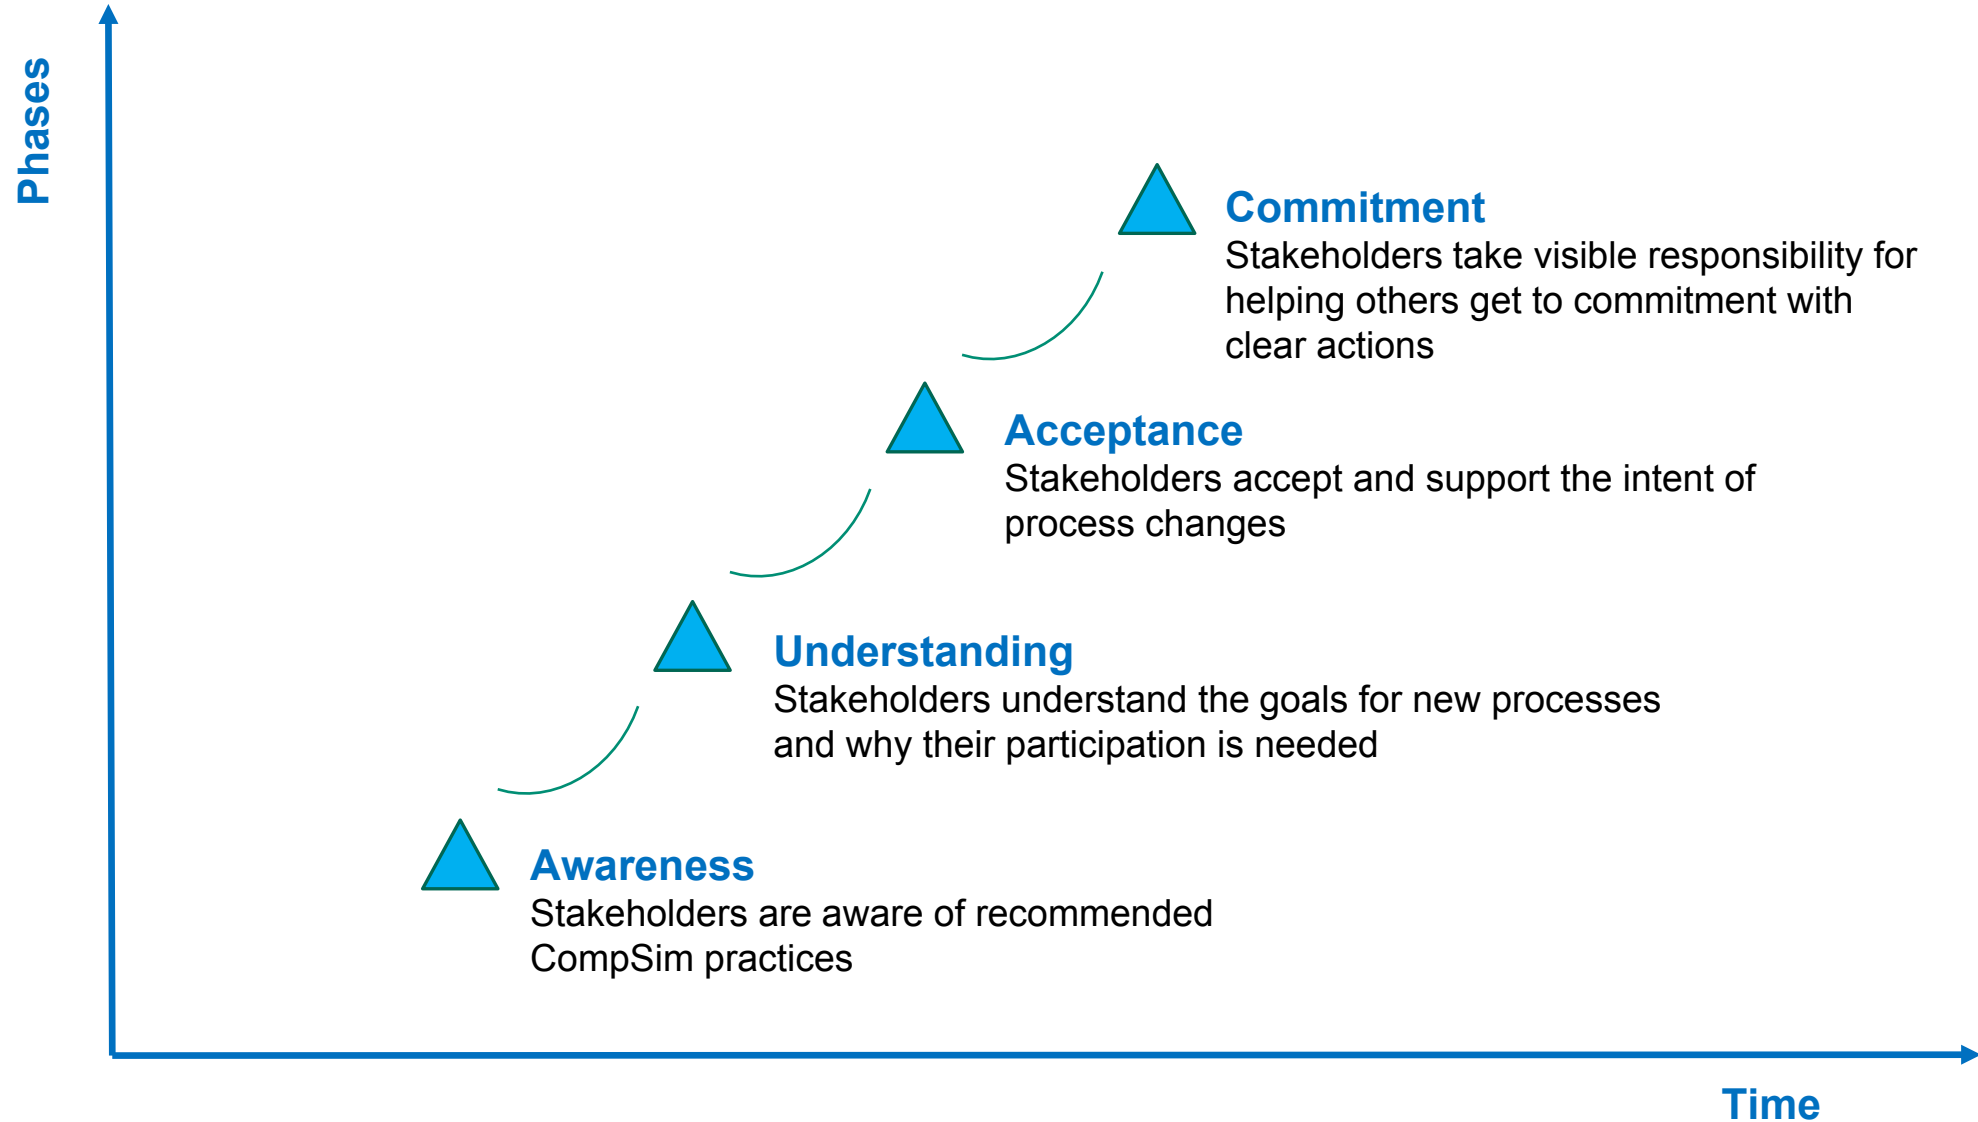 Phases
Commitment
Stakeholders take visible responsibility for
helping others get to commitment with
clear actions
Acceptance
Stakeholders accept and support the intent of
process changes
Understanding
Stakeholders understand the goals for new processes
and why their participation is needed
Awareness
Stakeholders are aware of recommended
CompSim practices
Time